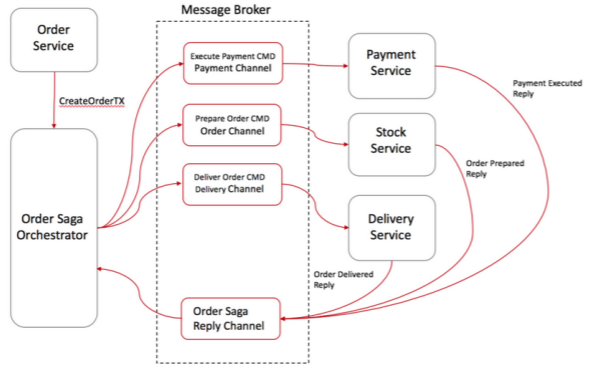 Message Broker
Order
Service
Execute Payment CMD
Payment Channel
Payment
Service
Payment Executed
Reply
CreateOrderTX
Prepare Order CMD
Order Channel
Stock
Service
Order Prepared
Reply
Deliver Order CMD
Delivery Channel
Order Saga
Orchestrator
Delivery
Service
Order Delivered
Reply
Order Saga
Reply Channel